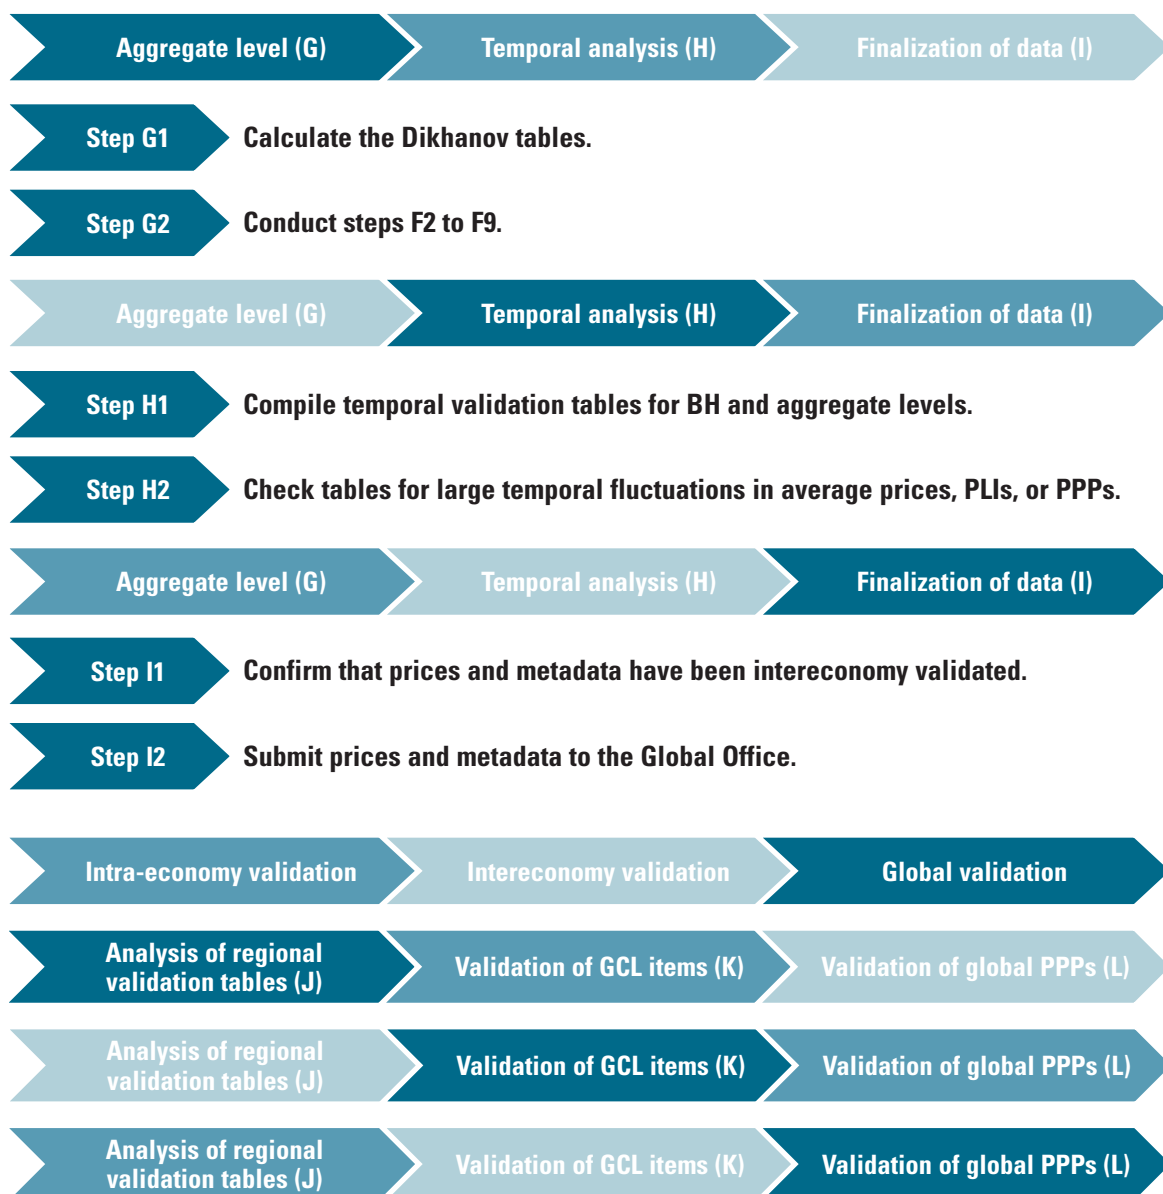 Aggregate level (G) Temporal analysis (H) Finalization of data (I)
Step G1 Calculate the Dikhanov tables.
Step G2 Conduct steps F2 to F9.
Aggregate level (G) Temporal analysis (H) Finalization of data (I)
Step H1 Compile temporal validation tables for BH and aggregate levels.
Step H2 Check tables for large temporal fluctuations in average prices, PLIs, or PPPs.
Aggregate level (G) Temporal analysis (H) Finalization of data (I)
Step I1 Confirm that prices and metadata have been intereconomy validated.
Step I2 Submit prices and metadata to the Global Office.
Intra-economy validation Intereconomy validation Global validation
Analysis of regional
validation tables (J) Validation of GCL items (K) Validation of global PPPs (L)
Analysis of regional
validation tables (J) Validation of GCL items (K) Validation of global PPPs (L)
Analysis of regional
validation tables (J) Validation of GCL items (K) Validation of global PPPs (L)